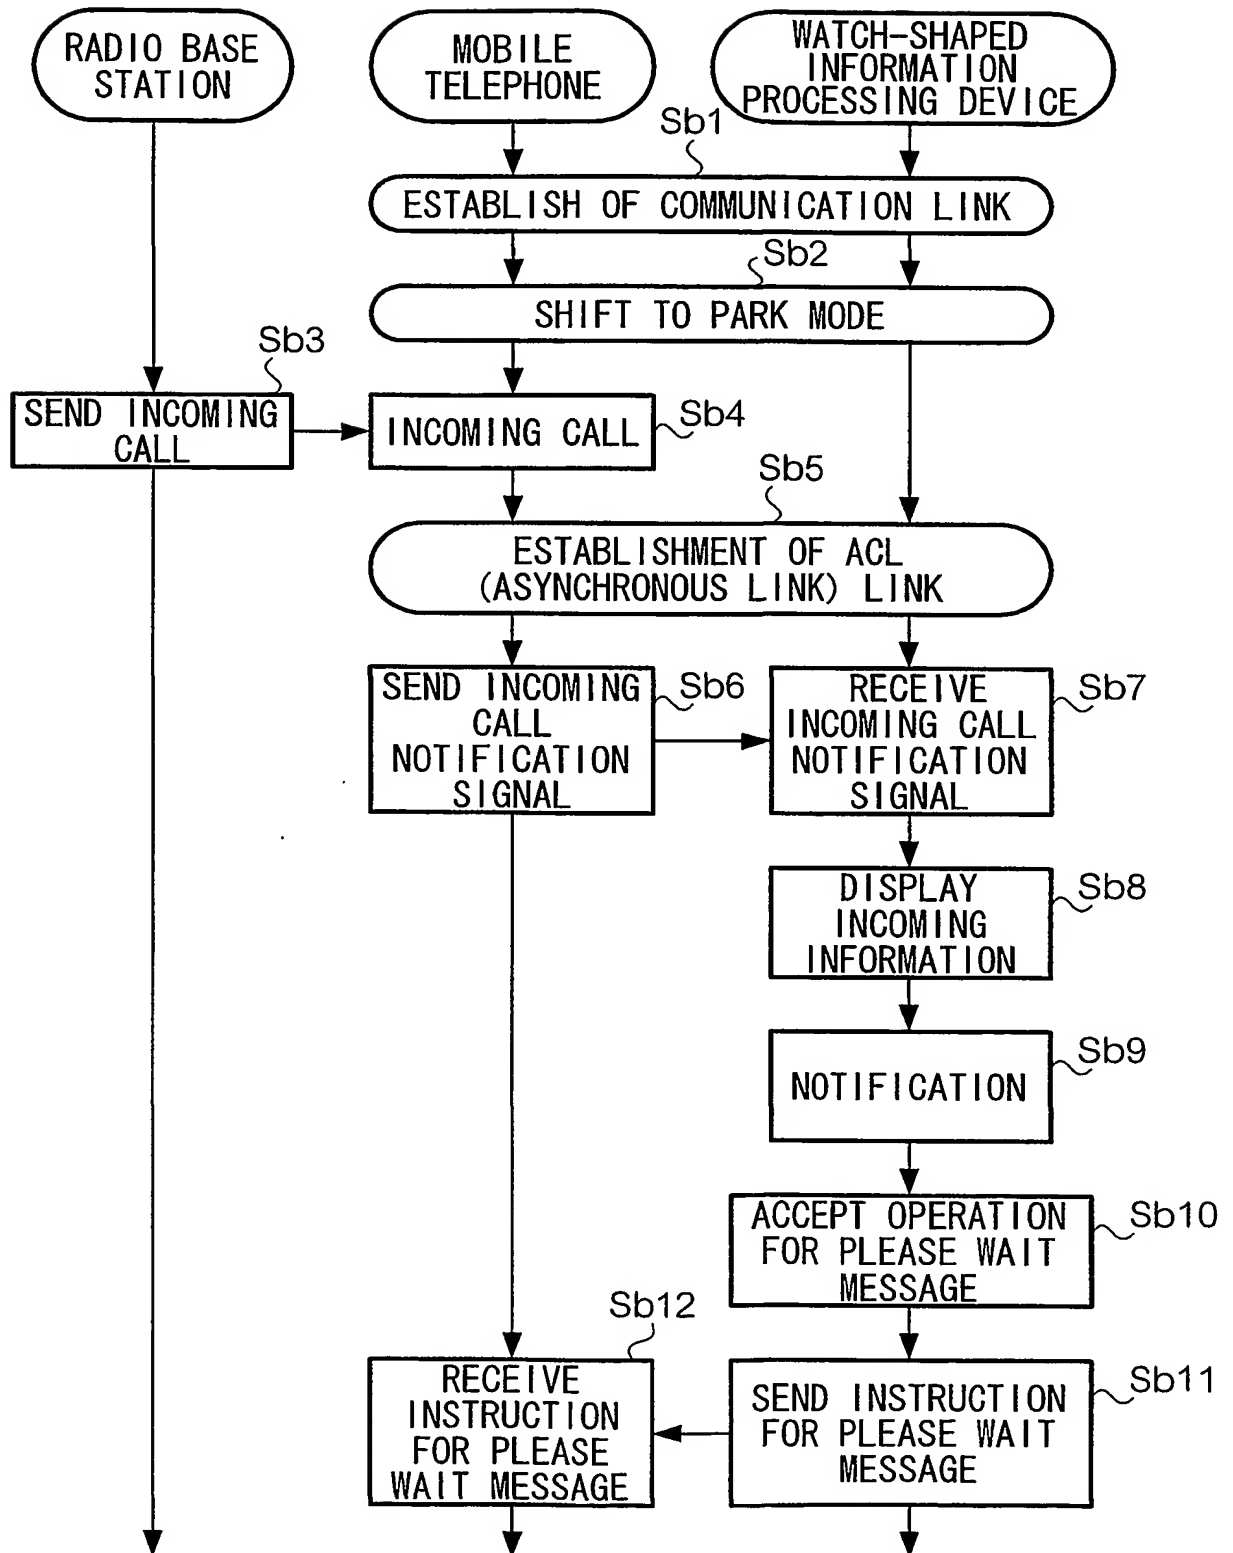 RADIO BASE
STATION
MOBILE
TELEPHONE
WATCH-SHAPED
INFORMATION
PROCESSING DEVICE
Sb1
ESTABLISH OF COMMUNICATION LINK
Sb2
SHIFT TO PARK MODE
Sb3
SEND INCOMING
CALL
INCOMING CALL
Sb4
Sb5
ESTABLISHMENT OF ACL
(ASYNCHRONOUS LINK) LINK
SEND INCOMING
CALL
NOTIFICATION
SIGNAL
Sb6
RECEIVE
INCOMING CALL
NOTIFICATION
SIGNAL
Sb7
DISPLAY
INCOMING
INFORMATION
Sb8
NOTIFICATION
Sb9
ACCEPT OPERATION
FOR PLEASE WAIT
MESSAGE
Sb10
Sb12
RECEIVE
INSTRUCTION
FOR PLEASE
WAIT MESSAGE
SEND INSTRUCTION
FOR PLEASE WAIT
MESSAGE
Sb11